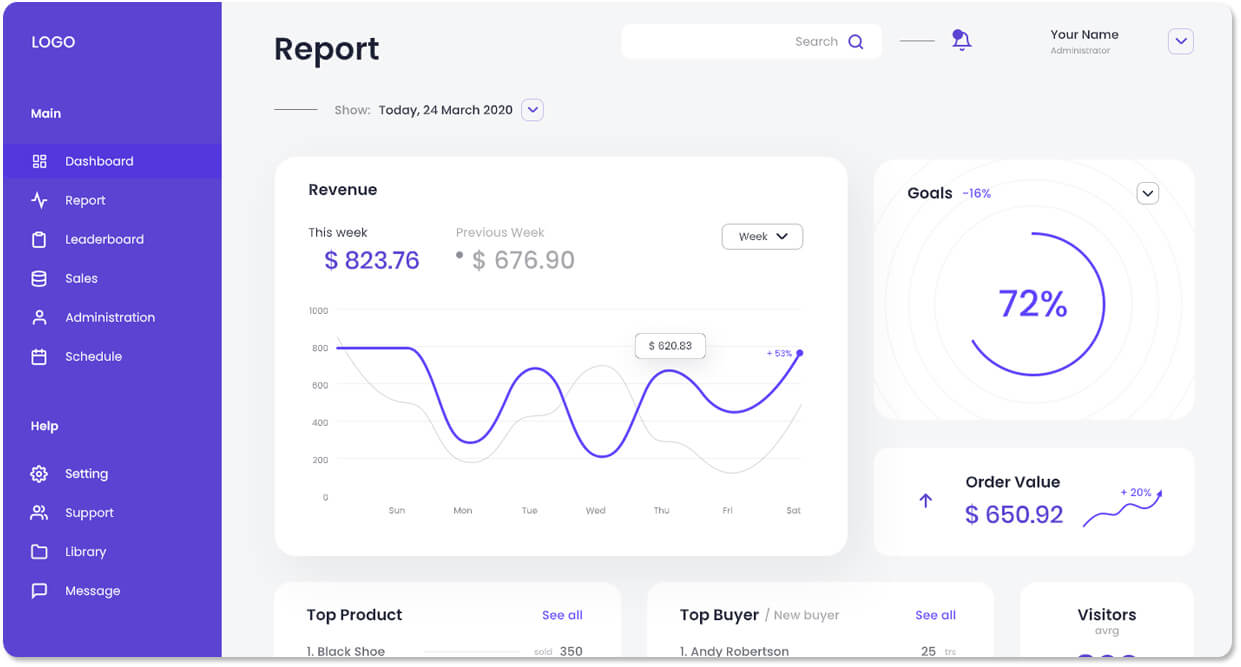 LOGO
Main
Dashboard
Report
Leaderboard
Sales
Administration
Schedule
Help
Setting
Support
Library
Message
Report
Search
Your Name
Administrator
Show: Today, 24 March 2020
Revenue
This week
$ 823.76
Previous Week
$ 676.90
Week
1000
800
600
400
200
0
$ 620.83
+ 53%
Sun Mon Tue Wed Thu Fri Sat
Goals -16%
72%
Order Value
$ 650.92
+ 20%
Top Product See all
1. Black Shoe sold 350
Top Buyer / New buyer See all
1. Andy Robertson 25 trs
Visitors
avrg